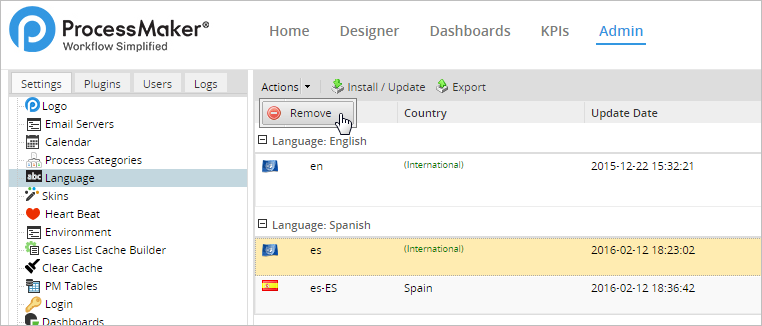 ProcessMaker®
Workflow Simplified
Home Designer Dashboards KPIs Admin
Settings Plugins Users Logs
Actions Install / Update Export
Remove
Country Update Date
Logo
Email Servers
Calendar
Process Categories
abc Language
Skins
Heart Beat
Environment
Cases List Cache Builder
Clear Cache
PM Tables
Login
Dashboards
Language: English
en (International) 2015-12-22 15:32:21
Language: Spanish
es (International) 2016-02-12 18:23:02
es-ES Spain 2016-02-12 18:36:42